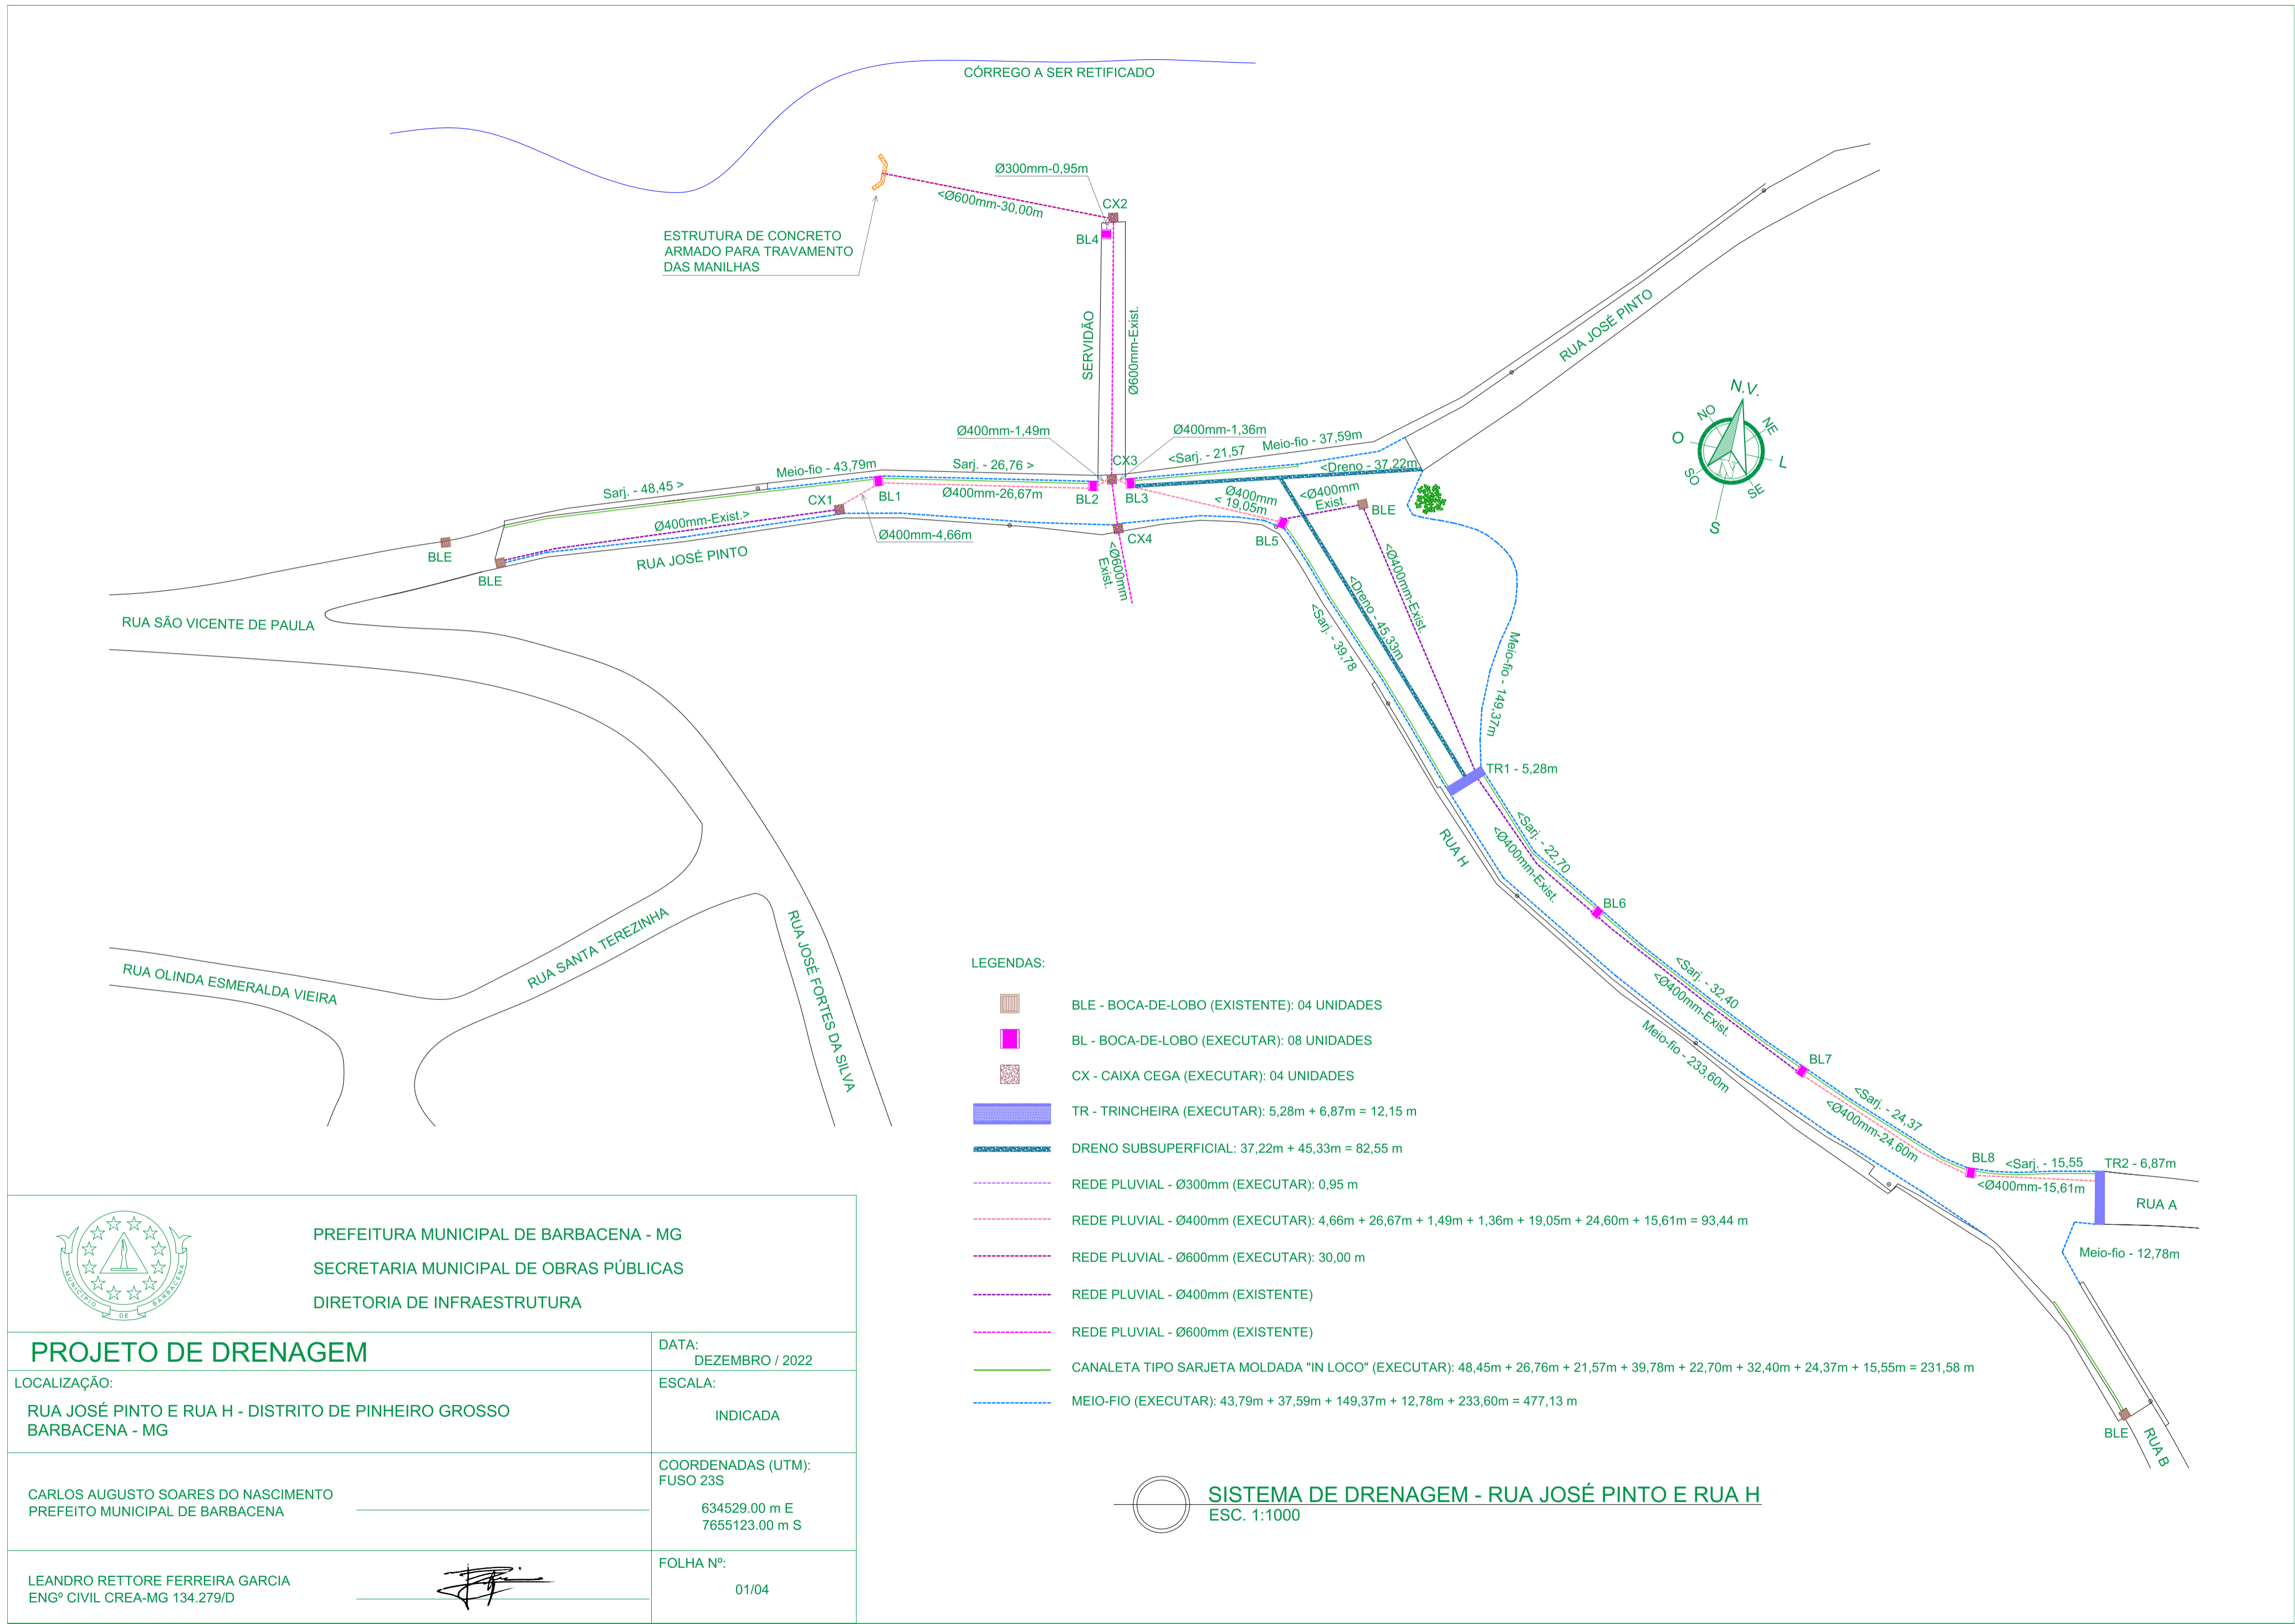 CÓRREGO A SER RETIFICADO
Ø300mm-0,95m
<Ø600mm-30,00m
CX2
BL4
ESTRUTURA DE CONCRETO
ARMADO PARA TRAVAMENTO
DAS MANILHAS
SERVIDÃO
Ø600mm-Exist.
RUA JOSÉ PINTO
N.V.
NO
NE
O
L
SO
SE
S
Ø400mm-1,49m
Ø400mm-1,36m
CX3
<Sarj. - 21,57
Meio-fio - 37,59m
<Dreno - 37,22m
Sarj. - 48,45 >
Meio-fio - 43,79m
Sarj. - 26,76 >
CX1
BL1
Ø400mm-26,67m
BL2
BL3
Ø400mm
< 19,05m
<Ø400mm
Exist.
BLE
Ø400mm-Exist.>
Ø400mm-4,66m
CX4
BL5
<Ø600mm
Exist.
BLE
BLE
RUA JOSÉ PINTO
<Ø400mm-Exist.
<Dreno - 45,33m
<Sarj. - 39,78
Meio-fio - 149,37m
RUA SÃO VICENTE DE PAULA
TR1 - 5,28m
RUA H
<Sarj. - 22,70
<Ø400mm-Exist.
BL6
<Sarj. - 32,40
<Ø400mm-Exist.
Meio-fio - 233,60m
BL7
<Sarj. - 24,37
<Ø400mm-24,60m
BL8
<Sarj. - 15,55
TR2 - 6,87m
<Ø400mm-15,61m
RUA A
Meio-fio - 12,78m
BLE
RUA B
RUA OLINDA ESMERALDA VIEIRA
RUA SANTA TEREZINHA
RUA JOSÉ FORTES DA SILVA
LEGENDAS:
BLE - BOCA-DE-LOBO (EXISTENTE): 04 UNIDADES
BL - BOCA-DE-LOBO (EXECUTAR): 08 UNIDADES
CX - CAIXA CEGA (EXECUTAR): 04 UNIDADES
TR - TRINCHEIRA (EXECUTAR): 5,28m + 6,87m = 12,15 m
DRENO SUBSUPERFICIAL: 37,22m + 45,33m = 82,55 m
REDE PLUVIAL - Ø300mm (EXECUTAR): 0,95 m
REDE PLUVIAL - Ø400mm (EXECUTAR): 4,66m + 26,67m + 1,49m + 1,36m + 19,05m + 24,60m + 15,61m = 93,44 m
REDE PLUVIAL - Ø600mm (EXECUTAR): 30,00 m
REDE PLUVIAL - Ø400mm (EXISTENTE)
REDE PLUVIAL - Ø600mm (EXISTENTE)
CANALETA TIPO SARJETA MOLDADA "IN LOCO" (EXECUTAR): 48,45m + 26,76m + 21,57m + 39,78m + 22,70m + 32,40m + 24,37m + 15,55m = 231,58 m
MEIO-FIO (EXECUTAR): 43,79m + 37,59m + 149,37m + 12,78m + 233,60m = 477,13 m
SISTEMA DE DRENAGEM - RUA JOSÉ PINTO E RUA H
ESC. 1:1000
MUNICÍPIO DE BARBACENA
PREFEITURA MUNICIPAL DE BARBACENA - MG
SECRETARIA MUNICIPAL DE OBRAS PÚBLICAS
DIRETORIA DE INFRAESTRUTURA
PROJETO DE DRENAGEM
DATA:
DEZEMBRO / 2022
LOCALIZAÇÃO:
RUA JOSÉ PINTO E RUA H - DISTRITO DE PINHEIRO GROSSO
BARBACENA - MG
ESCALA:
INDICADA
CARLOS AUGUSTO SOARES DO NASCIMENTO
PREFEITO MUNICIPAL DE BARBACENA
COORDENADAS (UTM):
FUSO 23S
634529.00 m E
7655123.00 m S
LEANDRO RETTORE FERREIRA GARCIA
ENGº CIVIL CREA-MG 134.279/D
FOLHA Nº:
01/04